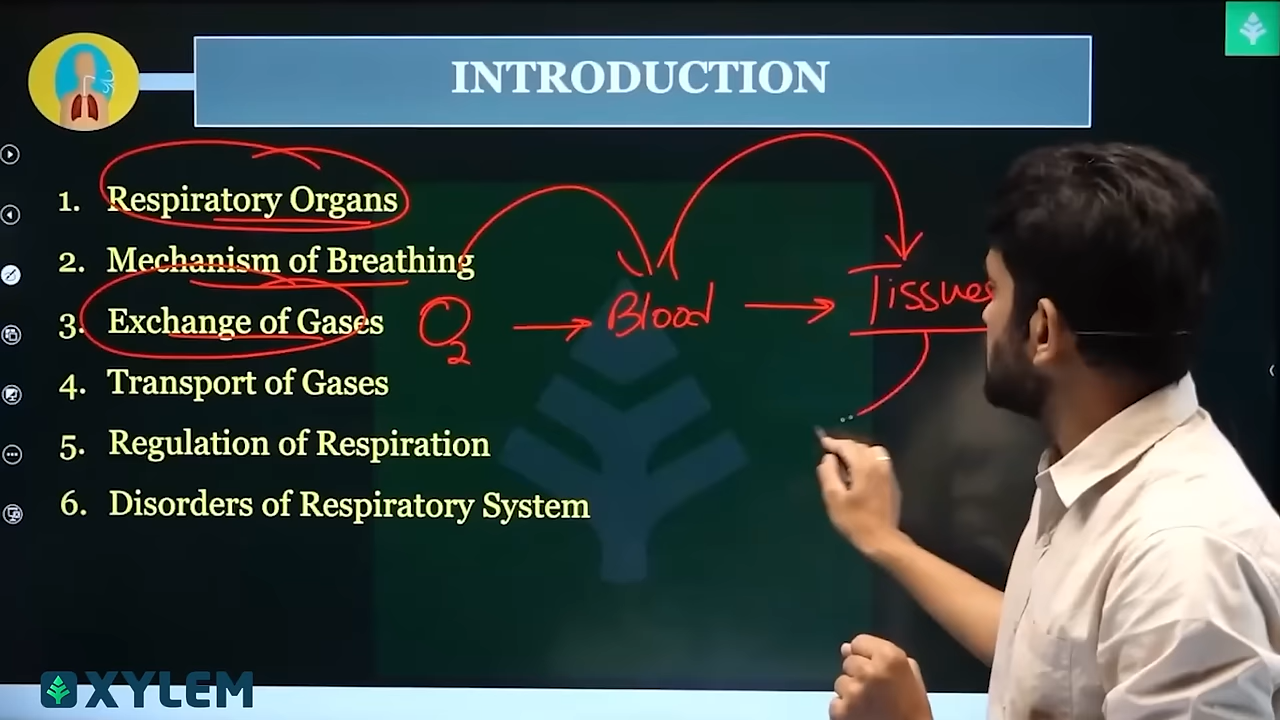 INTRODUCTION
1. Respiratory Organs
2. Mechanism of Breathing
3. Exchange of Gases
O2 → Blood → Tissues
4. Transport of Gases
5. Regulation of Respiration
6. Disorders of Respiratory System
XYLEM